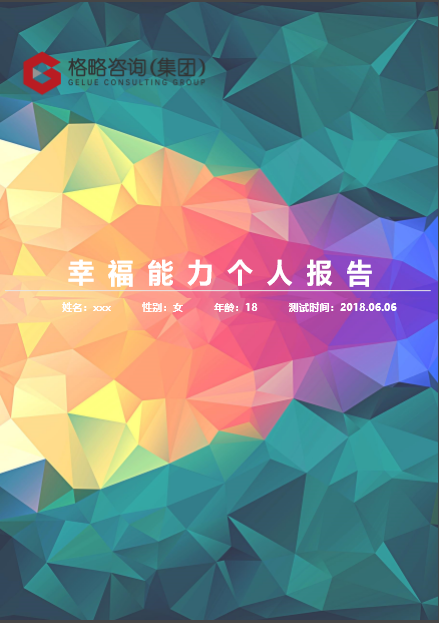 格略咨询(集团)
GELUE CONSULTING GROUP
幸福能力个人报告
姓名：xxx 性别：女 年龄：18 测试时间：2018.06.06